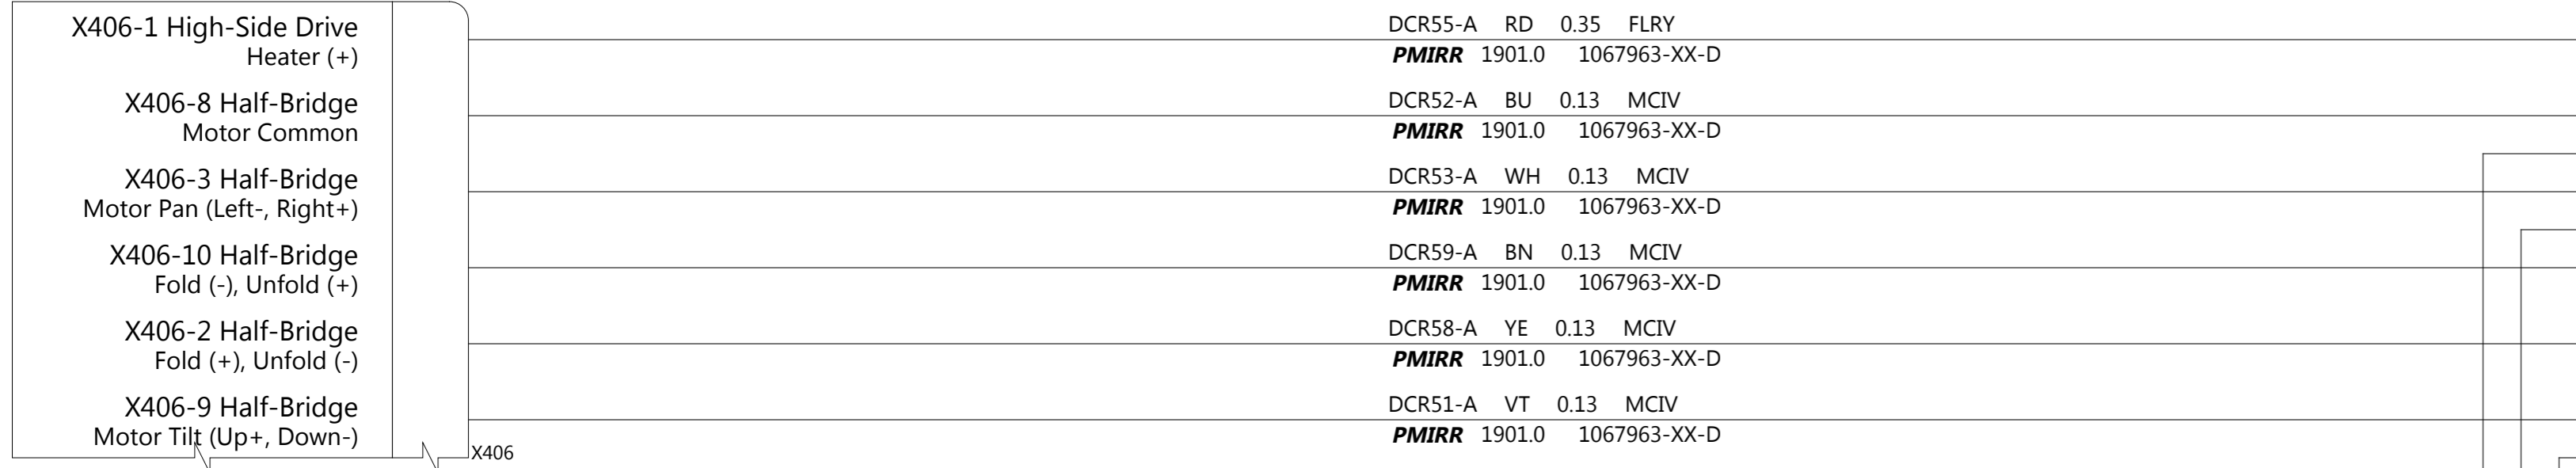 X406-1 High-Side Drive
Heater (+)
DCR55-A RD 0.35 FLRY
PMIRR 1901.0 1067963-XX-D
X406-8 Half-Bridge
Motor Common
DCR52-A BU 0.13 MCIV
PMIRR 1901.0 1067963-XX-D
X406-3 Half-Bridge
Motor Pan (Left-, Right+)
DCR53-A WH 0.13 MCIV
PMIRR 1901.0 1067963-XX-D
X406-10 Half-Bridge
Fold (-), Unfold (+)
DCR59-A BN 0.13 MCIV
PMIRR 1901.0 1067963-XX-D
X406-2 Half-Bridge
Fold (+), Unfold (-)
DCR58-A YE 0.13 MCIV
PMIRR 1901.0 1067963-XX-D
X406-9 Half-Bridge
Motor Tilt (Up+, Down-)
DCR51-A VT 0.13 MCIV
PMIRR 1901.0 1067963-XX-D
X406